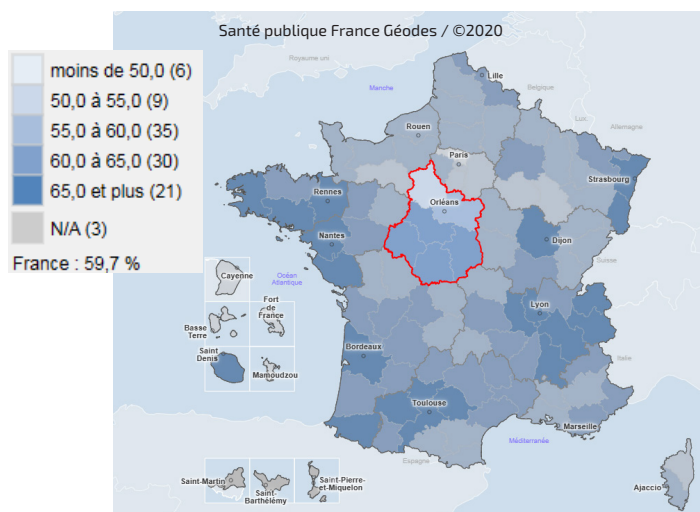 Santé publique France Géodes / ©2020
moins de 50,0 (6)
50,0 à 55,0 (9)
55,0 à 60,0 (35)
60,0 à 65,0 (30)
65,0 et plus (21)
N/A (3)
France : 59,7 %
Royaume uni
Lille
Manche
Belgique
Lux.
Allemagne
Rouen
Paris
Strasbourg
Rennes
Orléans
Nantes
Dijon
Suisse
Océan
Atlantique
Cayenne
Fort
de
France
Lyon
Basse
Terre
Italie
Saint
Denis
Mamoudzou
Bordeaux
Toulouse
Marseille
Méditerranée
Espagne
Saint-Martin
Saint-
Barthélémy
Saint-Pierre
et-Miquelon
Ajaccio